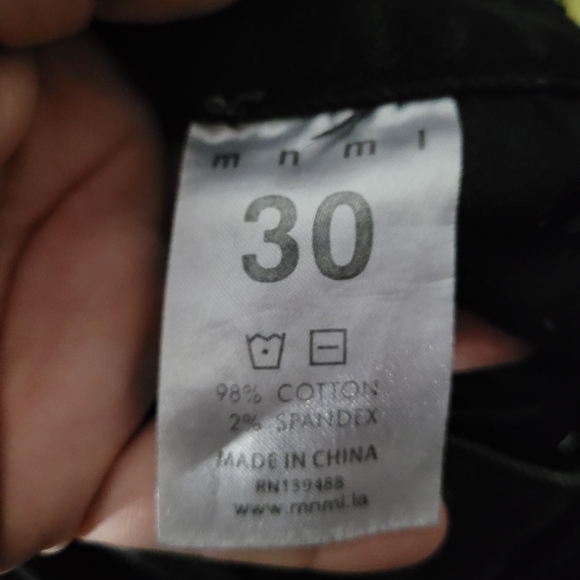 m n m l
30
98% COTTON
2% SPANDEX
MADE IN CHINA
RN139488
www.mnml.la